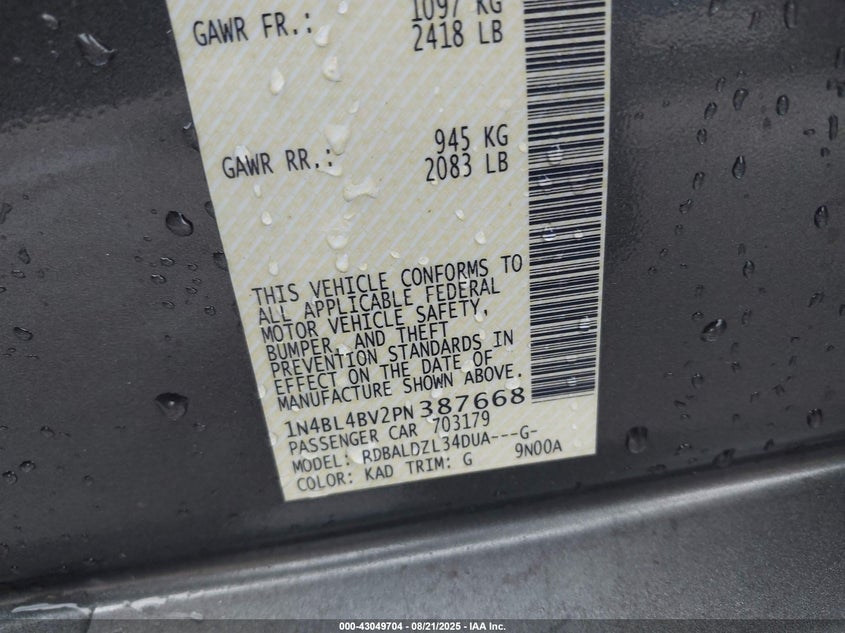 GAWR FR.: 1097 KG
2418 LB
GAWR RR.: 945 KG
2083 LB
THIS VEHICLE CONFORMS TO
ALL APPLICABLE FEDERAL
MOTOR VEHICLE SAFETY,
BUMPER, AND THEFT
PREVENTION STANDARDS IN
EFFECT ON THE DATE OF
MANUFACTURE SHOWN ABOVE.
1N4BL4BV2PN387668
PASSENGER CAR 703179
MODEL: RDBALDZL34DUA---G-
COLOR: KAD TRIM: G 9N00A
000-43049704 - 08/21/2025 - IAA Inc.